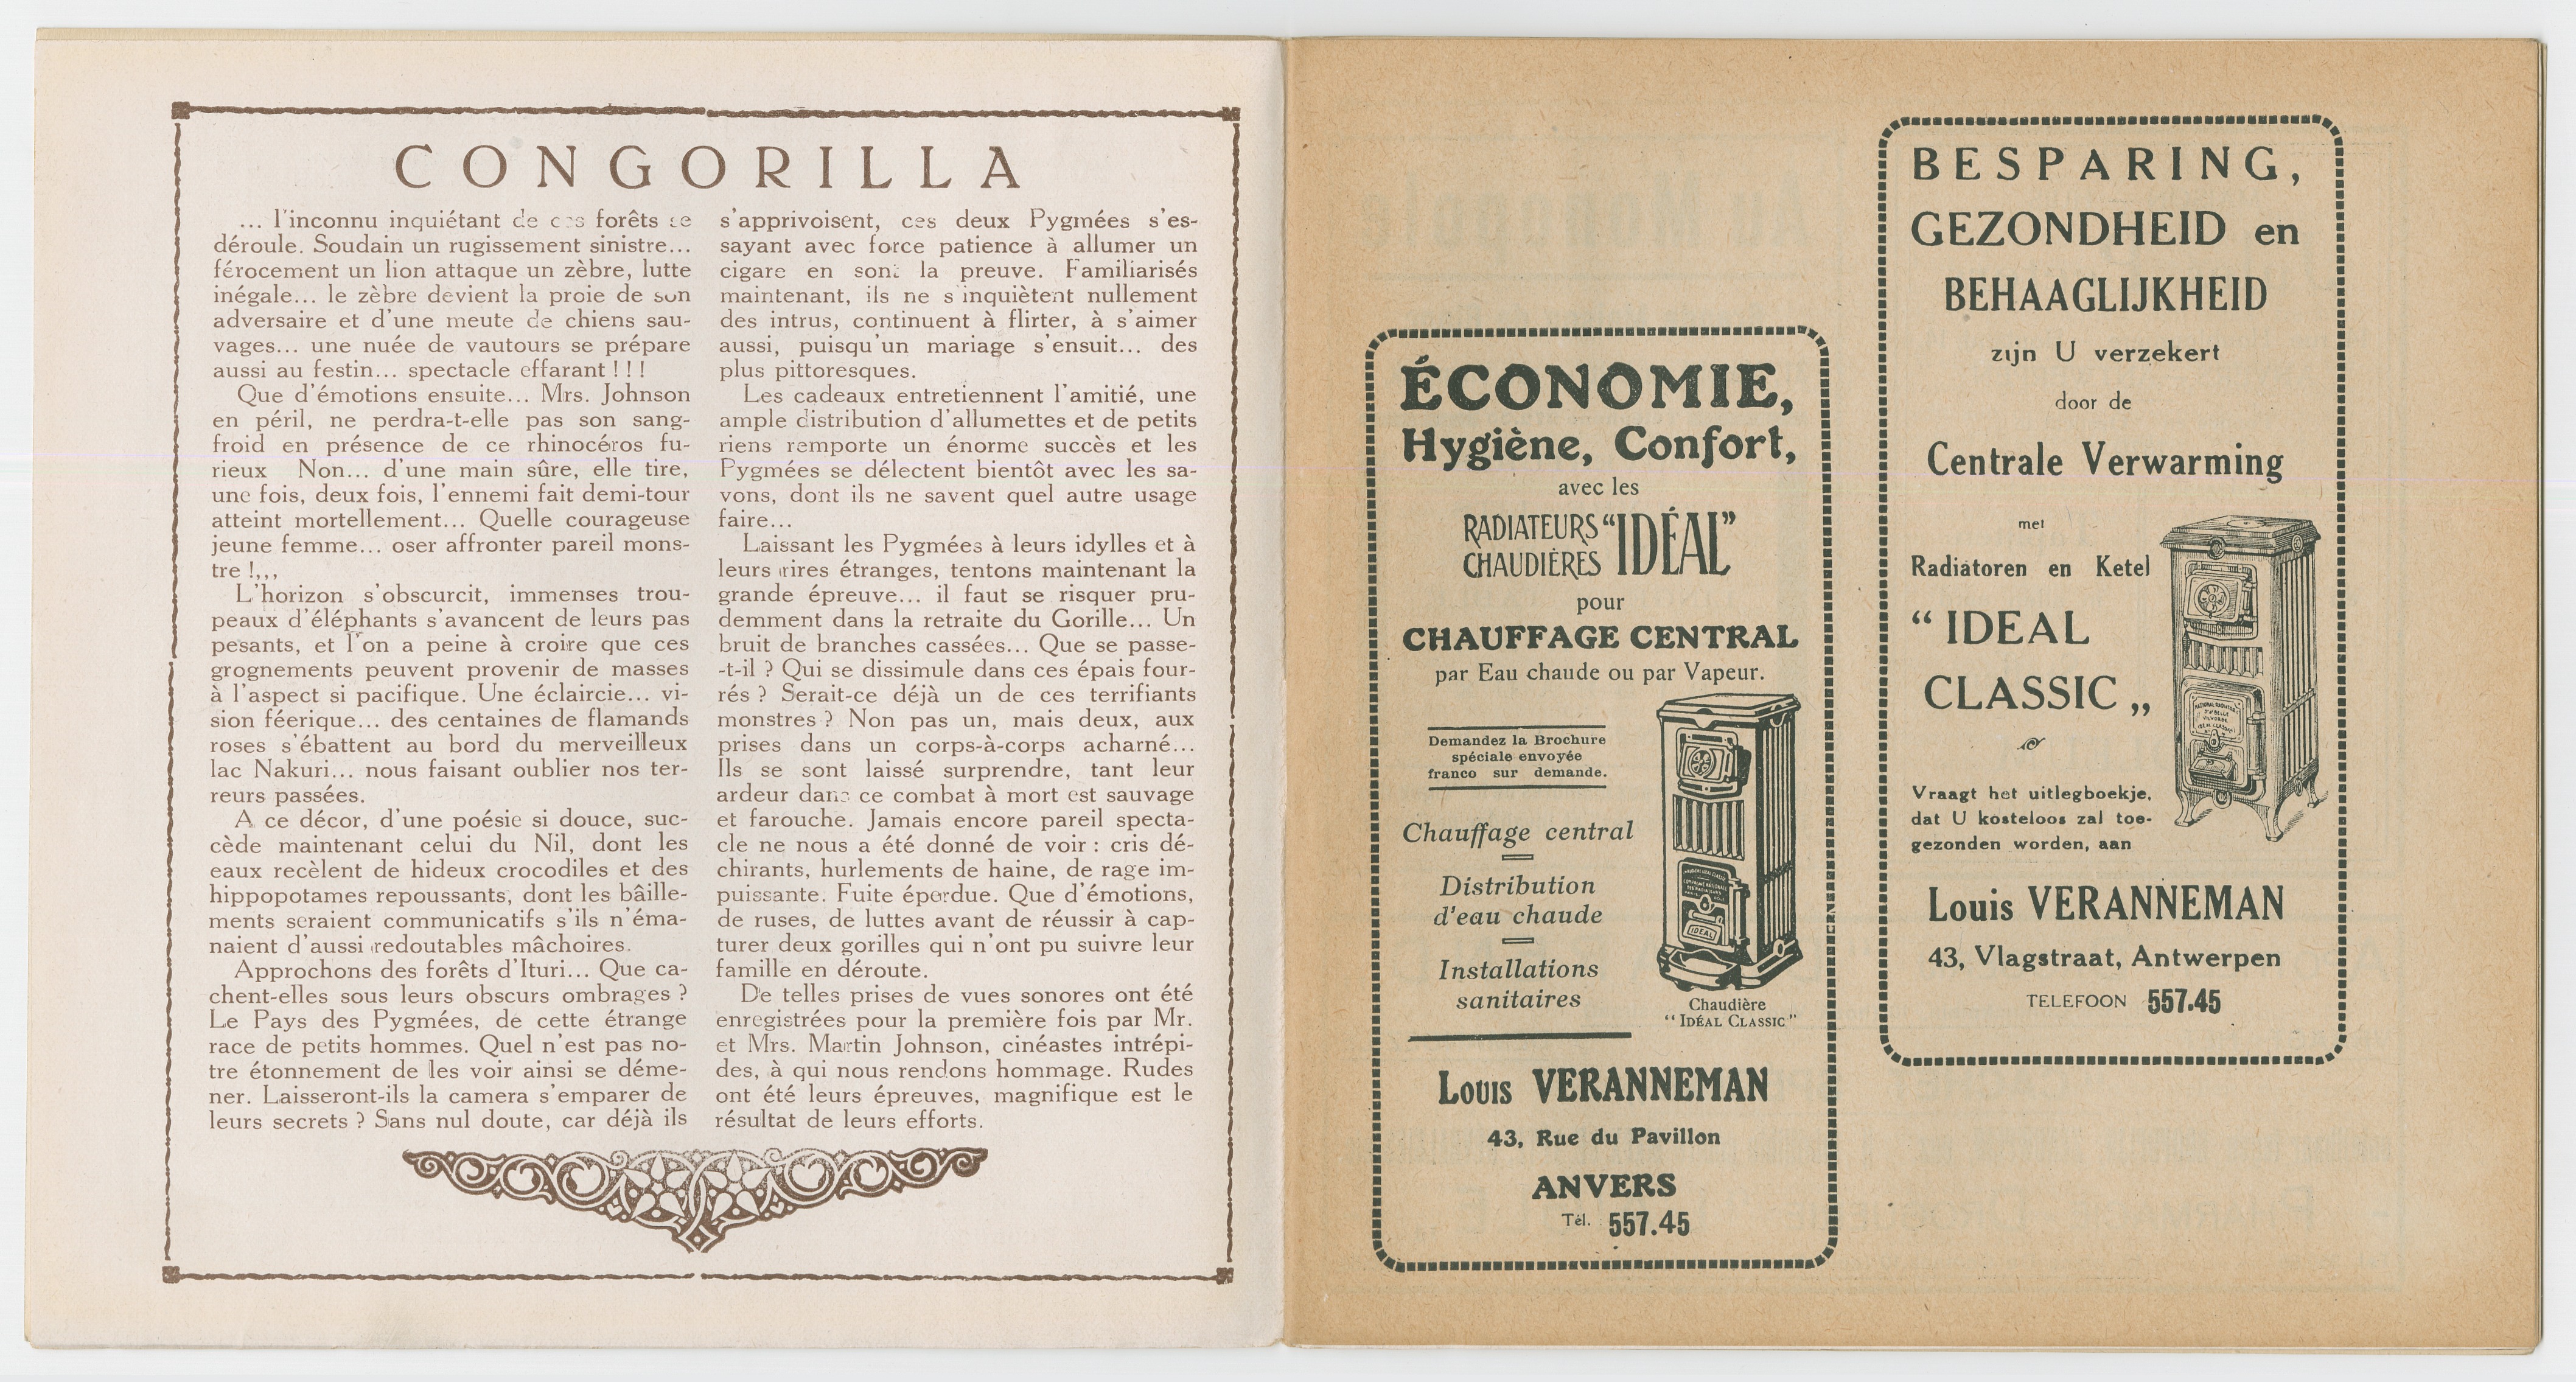 CONGORILLA
... l'inconnu inquiétant de ces forêts se
déroule. Soudain un rugissement sinistre...
férocement un lion attaque un zèbre, lutte
inégale... le zèbre devient la proie de son
adversaire et d'une meute de chiens sau-
vages... une nuée de vautours se prépare
aussi au festin... spectacle effarant ! ! !
Que d'émotions ensuite... Mrs. Johnson
en péril, ne perdra-t-elle pas son sang-
froid en présence de ce rhinocéros fu-
rieux Non... d'une main sûre, elle tire,
une fois, deux fois, l'ennemi fait demi-tour
atteint mortellement... Quelle courageuse
jeune femme... oser affronter pareil mons-
tre !,,,
L'horizon s'obscurcit, immenses trou-
peaux d'éléphants s'avancent de leurs pas
pesants, et l'on a peine à croire que ces
grognements peuvent provenir de masses
à l'aspect si pacifique. Une éclaircie... vi-
sion féerique... des centaines de flamands
roses s'ébattent au bord du merveilleux
lac Nakuri... nous faisant oublier nos ter-
reurs passées.
A ce décor, d'une poésie si douce, suc-
cède maintenant celui du Nil, dont les
eaux recèlent de hideux crocodiles et des
hippopotames repoussants, dont les bâille-
ments seraient communicatifs s'ils n'éma-
naient d'aussi redoutables mâchoires.
Approchons des forêts d'Ituri... Que ca-
chent-elles sous leurs obscurs ombrages ?
Le Pays des Pygmées, de cette étrange
race de petits hommes. Quel n'est pas no-
tre étonnement de les voir ainsi se déme-
ner. Laisseront-ils la camera s'emparer de
leurs secrets ? Sans nul doute, car déjà ils
s'apprivoisent, ces deux Pygmées s'es-
sayant avec force patience à allumer un
cigare en sont la preuve. Familiarisés
maintenant, ils ne s'inquiètent nullement
des intrus, continuent à flirter, à s'aimer
aussi, puisqu'un mariage s'ensuit... des
plus pittoresques.
Les cadeaux entretiennent l'amitié, une
ample distribution d'allumettes et de petits
riens remporte un énorme succès et les
Pygmées se délectent bientôt avec les sa-
vons, dont ils ne savent quel autre usage
faire...
Laissant les Pygmées à leurs idylles et à
leurs rires étranges, tentons maintenant la
grande épreuve... il faut se risquer pru-
demment dans la retraite du Gorille... Un
bruit de branches cassées... Que se passe-
-t-il ? Qui se dissimule dans ces épais four-
rés ? Serait-ce déjà un de ces terrifiants
monstres ? Non pas un, mais deux, aux
prises dans un corps-à-corps acharné...
Ils se sont laissé surprendre, tant leur
ardeur dans ce combat à mort est sauvage
et farouche. Jamais encore pareil specta-
cle ne nous a été donné de voir : cris dé-
chirants, hurlements de haine, de rage im-
puissante. Fuite éperdue. Que d'émotions,
de ruses, de luttes avant de réussir à cap-
turer deux gorilles qui n'ont pu suivre leur
famille en déroute.
De telles prises de vues sonores ont été
enregistrées pour la première fois par Mr.
et Mrs. Martin Johnson, cinéastes intrépi-
des, à qui nous rendons hommage. Rudes
ont été leurs épreuves, magnifique est le
résultat de leurs efforts.
ÉCONOMIE,
Hygiène, Confort,
avec les
RADIATEURS
CHAUDIÈRES "IDÉAL"
pour
CHAUFFAGE CENTRAL
par Eau chaude ou par Vapeur.
Demandez la Brochure
spéciale envoyée
franco sur demande.
Chauffage central
Distribution
d'eau chaude
Installations
sanitaires
IDEAL
Chaudière
"IDÉAL CLASSIC"
Louis VERANNEMAN
43, Rue du Pavillon
ANVERS
Tél. 557.45
BESPARING,
GEZONDHEID en
BEHAAGLIJKHEID
zijn U verzekert
door de
Centrale Verwarming
met
Radiatoren en Ketel
" IDEAL
CLASSIC „
Vraagt het uitlegboekje,
dat U kosteloos zal toe-
gezonden worden, aan
Louis VERANNEMAN
43, Vlagstraat, Antwerpen
TELEFOON 557.45